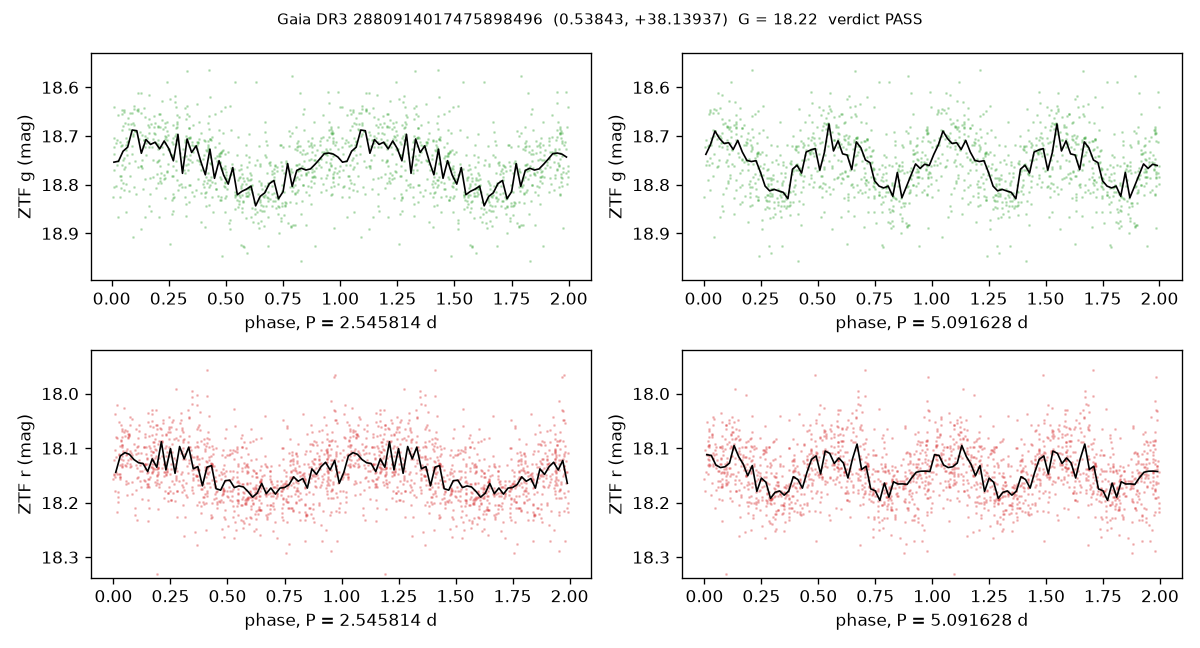 Gaia DR3 2880914017475898496 (0.53843, +38.13937) G = 18.22 verdict PASS
ZTF g (mag)
18.6
18.7
18.8
18.9
0.00 0.25 0.50 0.75 1.00 1.25 1.50 1.75 2.00
phase, P = 2.545814 d
ZTF g (mag)
18.6
18.7
18.8
18.9
0.00 0.25 0.50 0.75 1.00 1.25 1.50 1.75 2.00
phase, P = 5.091628 d
ZTF r (mag)
18.0
18.1
18.2
18.3
0.00 0.25 0.50 0.75 1.00 1.25 1.50 1.75 2.00
phase, P = 2.545814 d
ZTF r (mag)
18.0
18.1
18.2
18.3
0.00 0.25 0.50 0.75 1.00 1.25 1.50 1.75 2.00
phase, P = 5.091628 d